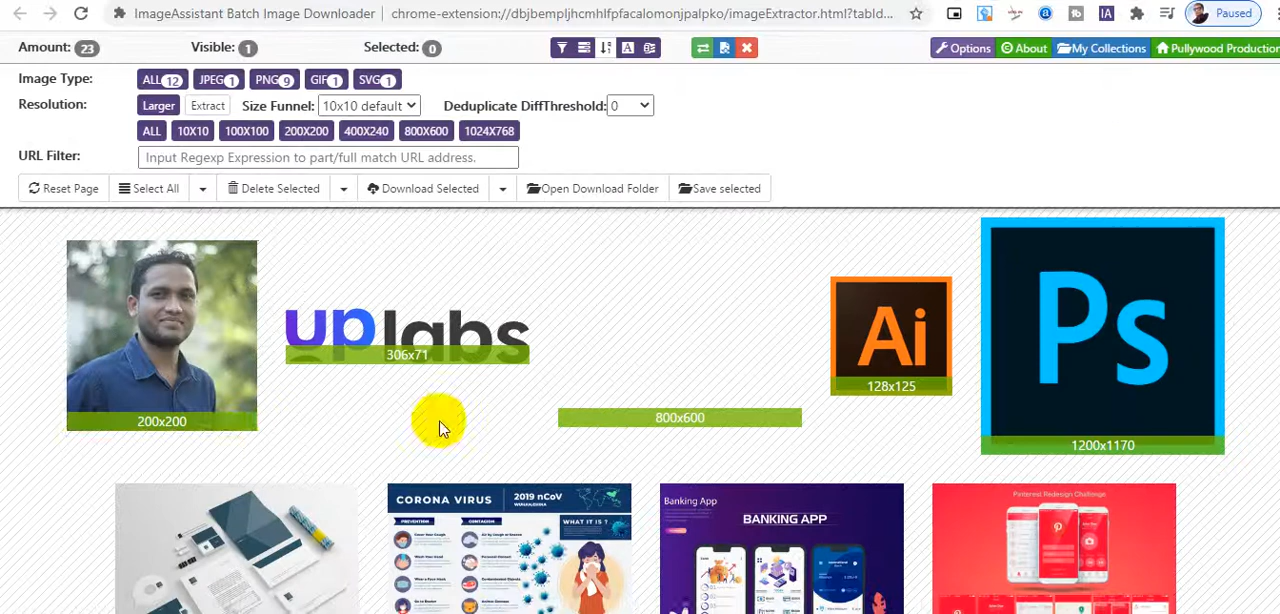 ImageAssistant Batch Image Downloader | chrome-extension://dbjbempljhcmhlfpfacalomonjpalpko/imageExtractor.html?tabId... Paused
Amount: 23 Visible: 1 Selected: 0 Options About My Collections Pullywood Production
Image Type: ALL 12 JPEG 1 PNG 9 GIF 1 SVG 1
Resolution: Larger Extract Size Funnel: 10x10 default Deduplicate DiffThreshold: 0
ALL 10X10 100X100 200X200 400X240 800X600 1024X768
URL Filter: Input Regexp Expression to part/full match URL address.
Reset Page Select All Delete Selected Download Selected Open Download Folder Save selected
uplabs
Ai
Ps
306x71
128x125
200x200
800x600
1200x1170
CORONA VIRUS 2019 nCoV
PREVENTION CONTAGION WHAT IT IS ?
Banking App
BANKING APP
Pinterest Redesign Challenge